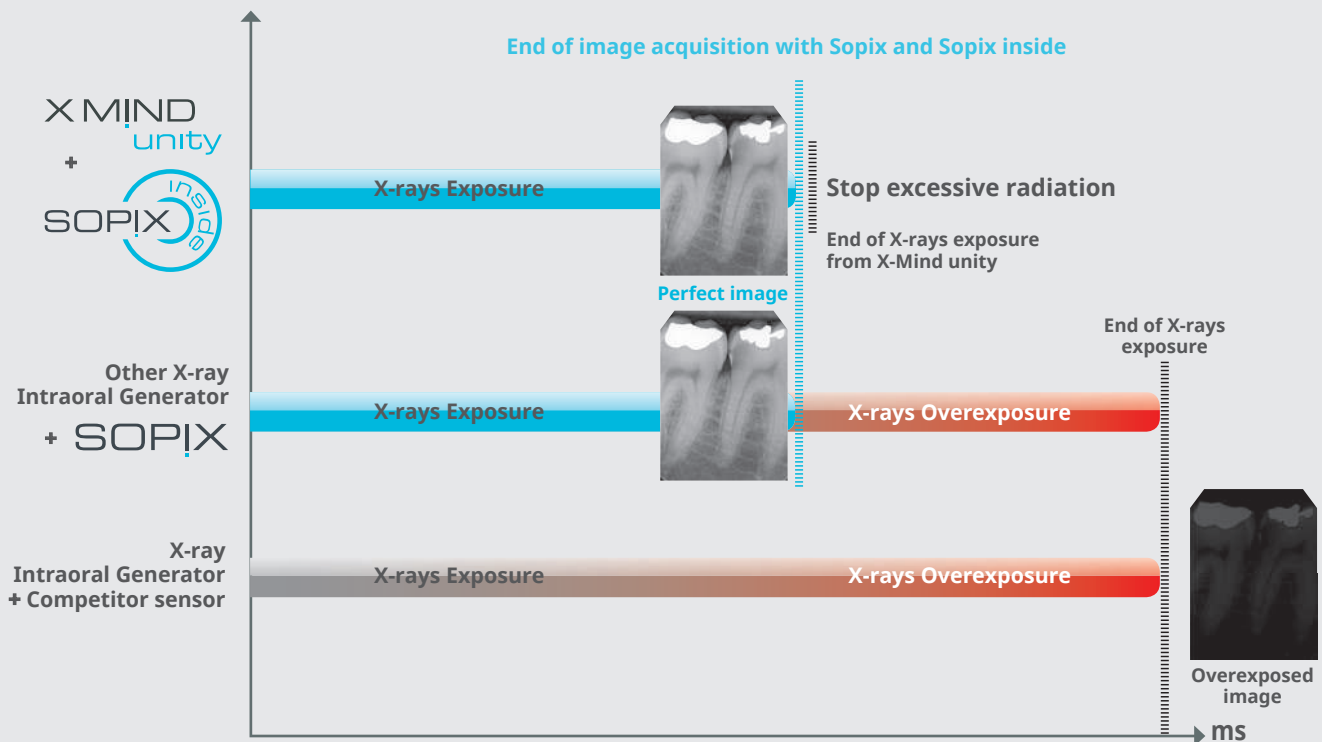 End of image acquisition with Sopix and Sopix inside
X MIND
unity
+
SOPIX
inside
X-rays Exposure
Stop excessive radiation
End of X-rays exposure
from X-Mind unity
Perfect image
End of X-rays
exposure
Other X-ray
Intraoral Generator
+ SOPIX
X-rays Exposure
X-rays Overexposure
X-ray
Intraoral Generator
+ Competitor sensor
X-rays Exposure
X-rays Overexposure
Overexposed
image
ms